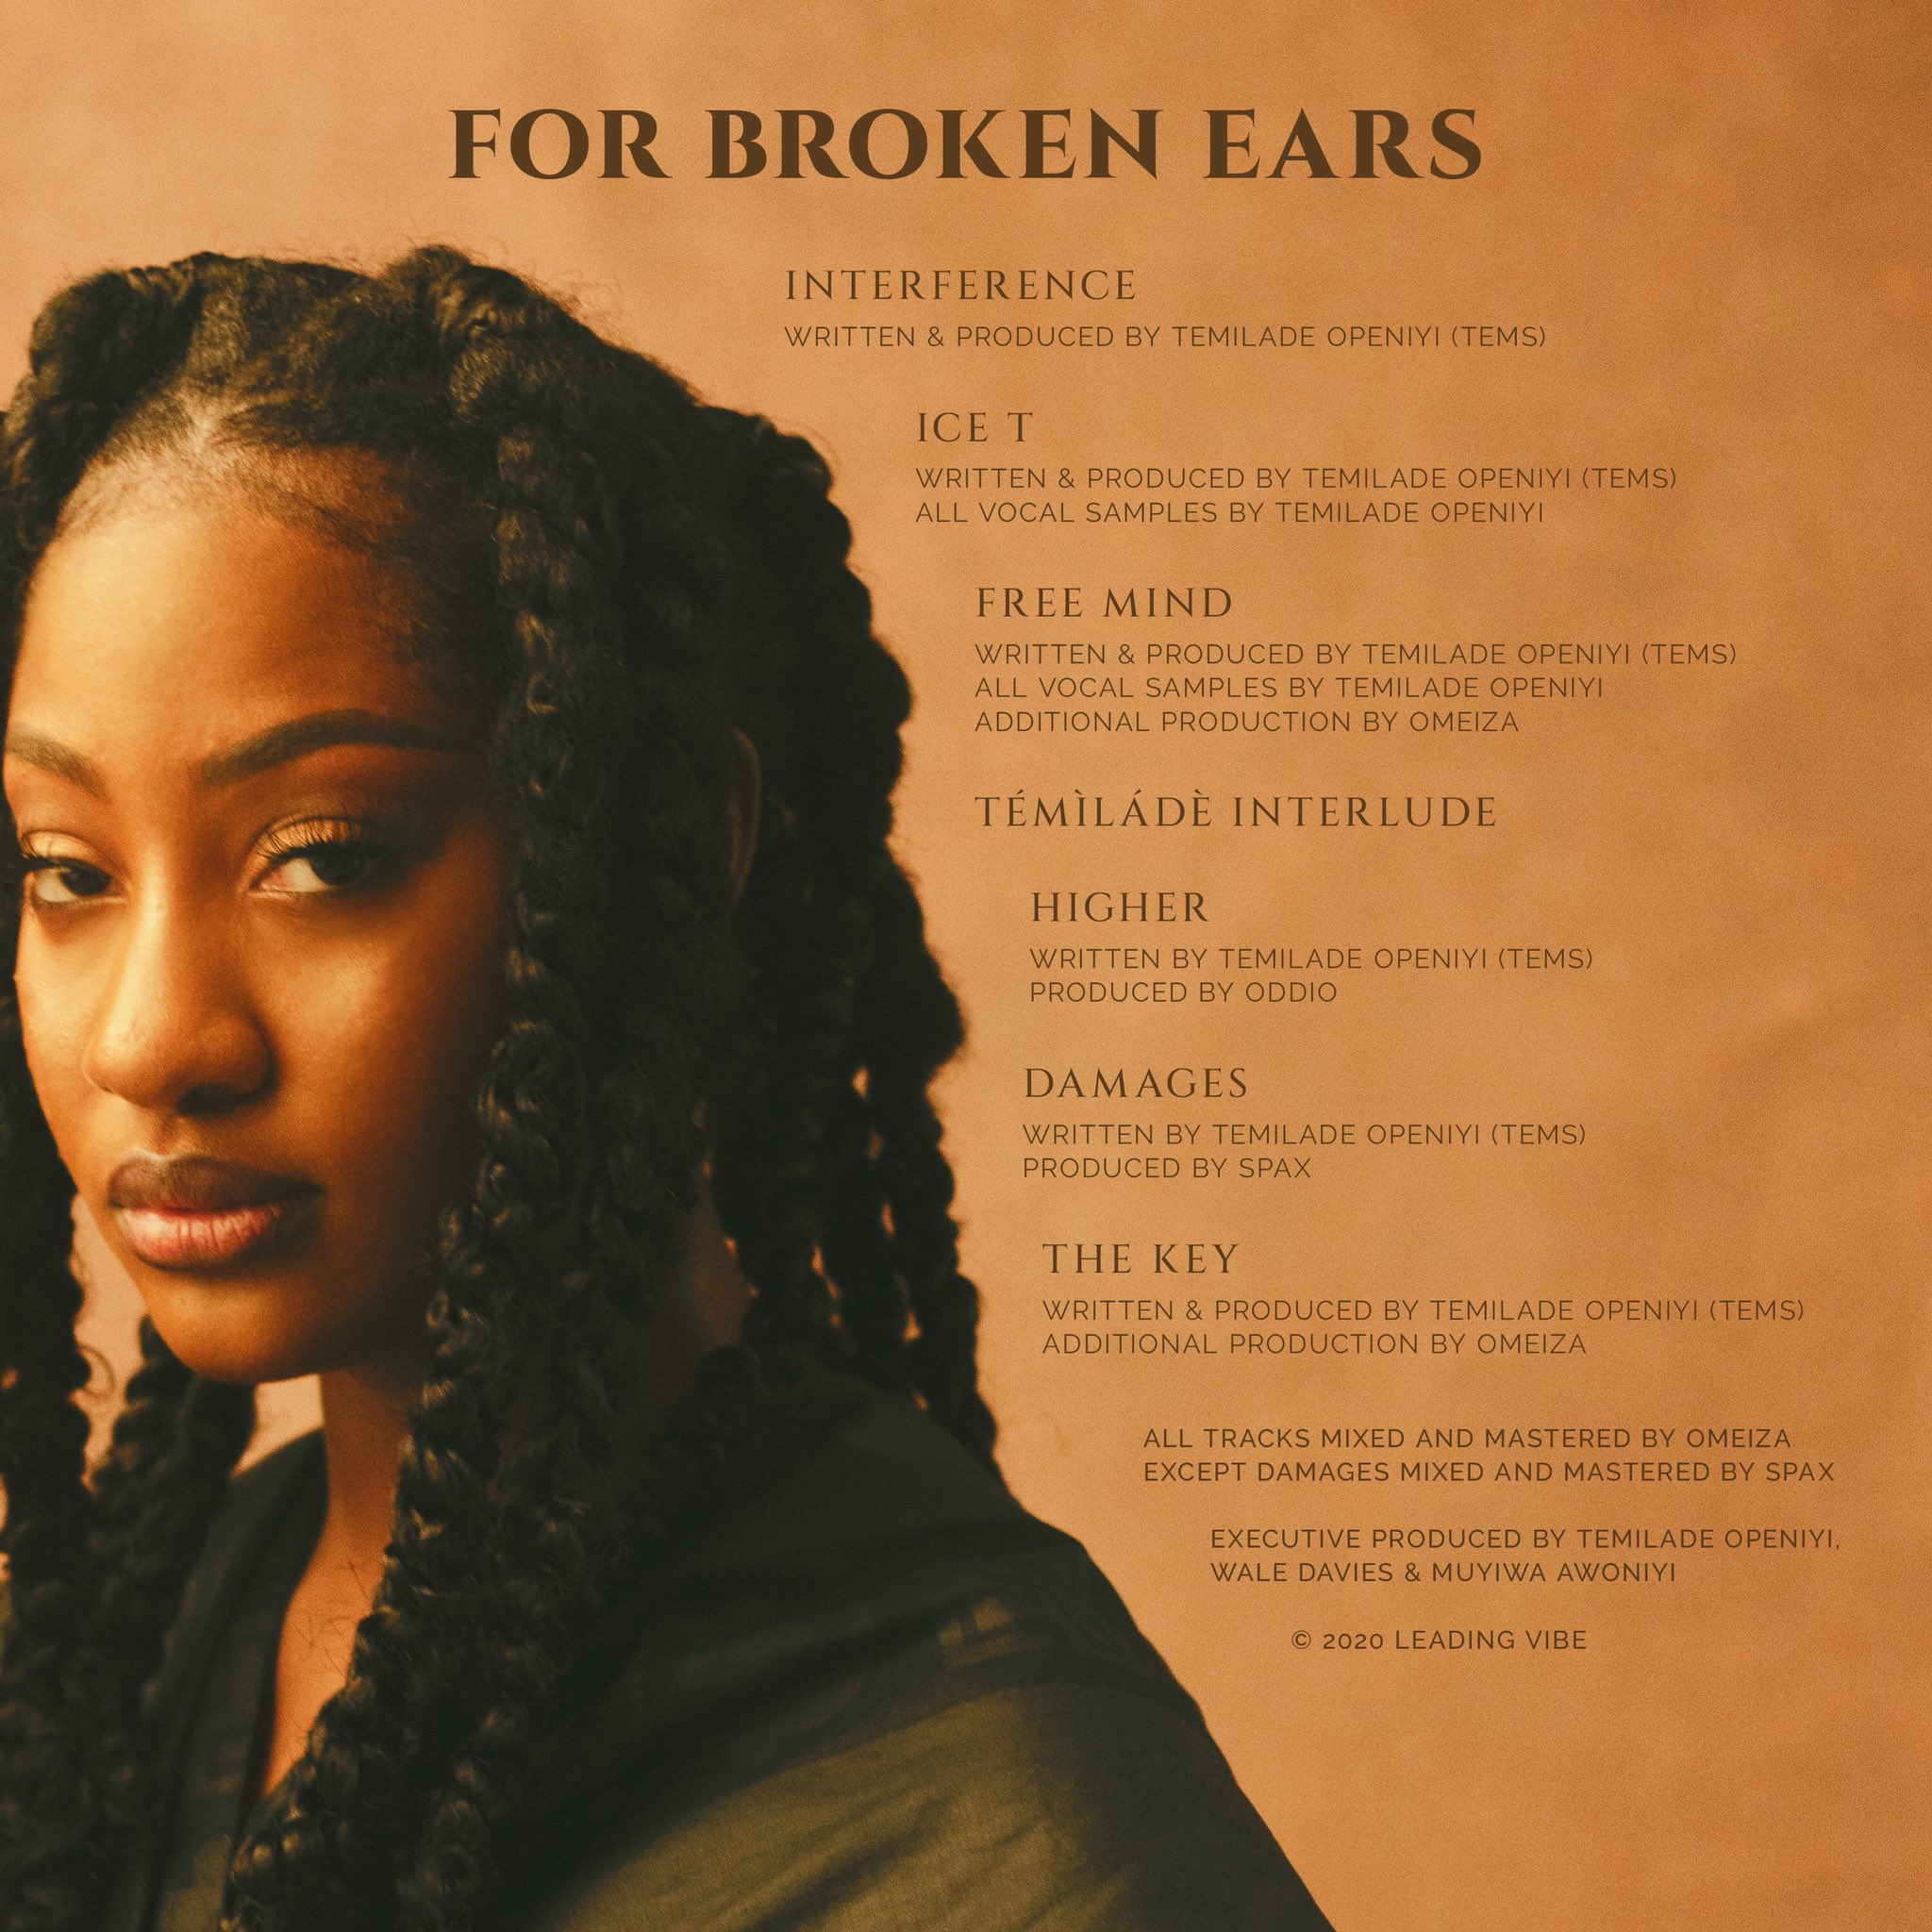 FOR BROKEN EARS
INTERFERENCE
WRITTEN & PRODUCED BY TEMILADE OPENIYI (TEMS)
ICE T
WRITTEN & PRODUCED BY TEMILADE OPENIYI (TEMS)
ALL VOCAL SAMPLES BY TEMILADE OPENIYI
FREE MIND
WRITTEN & PRODUCED BY TEMILADE OPENIYI (TEMS)
ALL VOCAL SAMPLES BY TEMILADE OPENIYI
ADDITIONAL PRODUCTION BY OMEIZA
TÉMÌLÁDÈ INTERLUDE
HIGHER
WRITTEN BY TEMILADE OPENIYI (TEMS)
PRODUCED BY ODDIO
DAMAGES
WRITTEN BY TEMILADE OPENIYI (TEMS)
PRODUCED BY SPAX
THE KEY
WRITTEN & PRODUCED BY TEMILADE OPENIYI (TEMS)
ADDITIONAL PRODUCTION BY OMEIZA
ALL TRACKS MIXED AND MASTERED BY OMEIZA
EXCEPT DAMAGES MIXED AND MASTERED BY SPAX
EXECUTIVE PRODUCED BY TEMILADE OPENIYI,
WALE DAVIES & MUYIWA AWONIYI
© 2020 LEADING VIBE